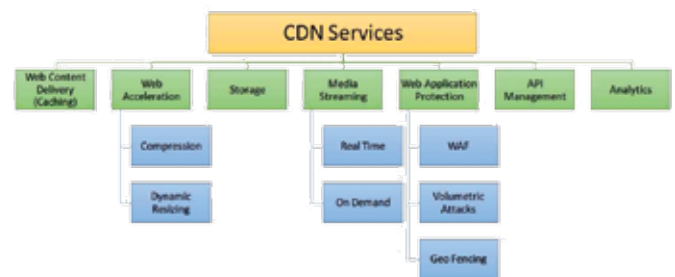 CDN Services
Web Content
Delivery
(Caching)
Web
Acceleration
Storage
Media
Streaming
Web Application
Protection
API
Management
Analytics
Compression
Real Time
WAF
Dynamic
Resizing
On Demand
Volumetric
Attacks
Geo Fencing